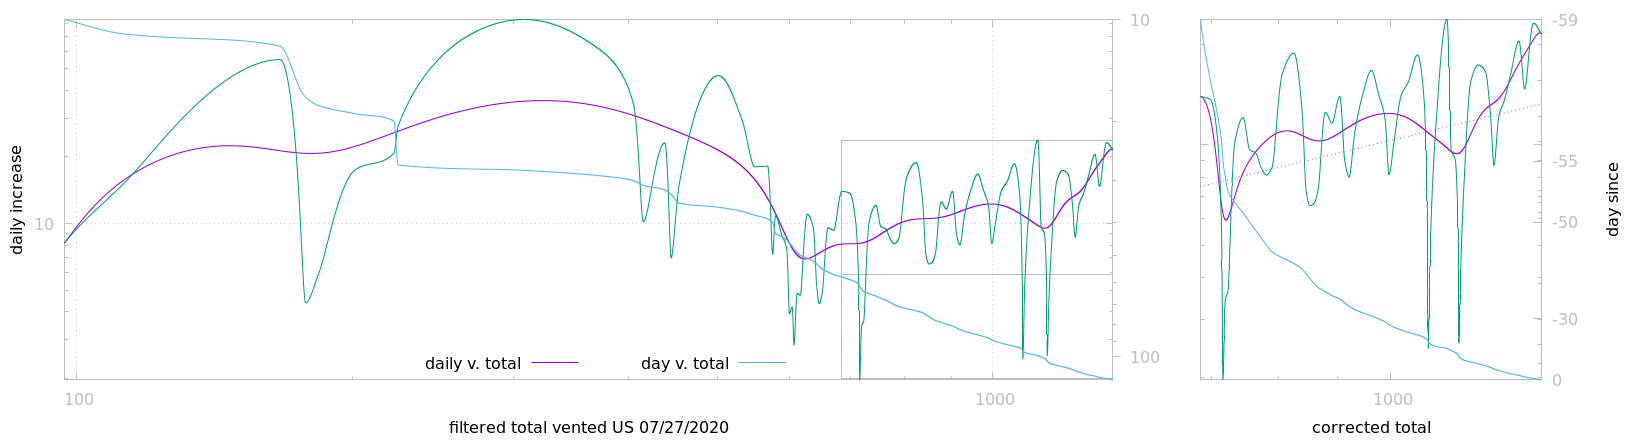 10
-59
-55
10
-50
daily increase
day since
-30
daily v. total
day v. total
100
0
100
1000
1000
filtered total vented US 07/27/2020
corrected total